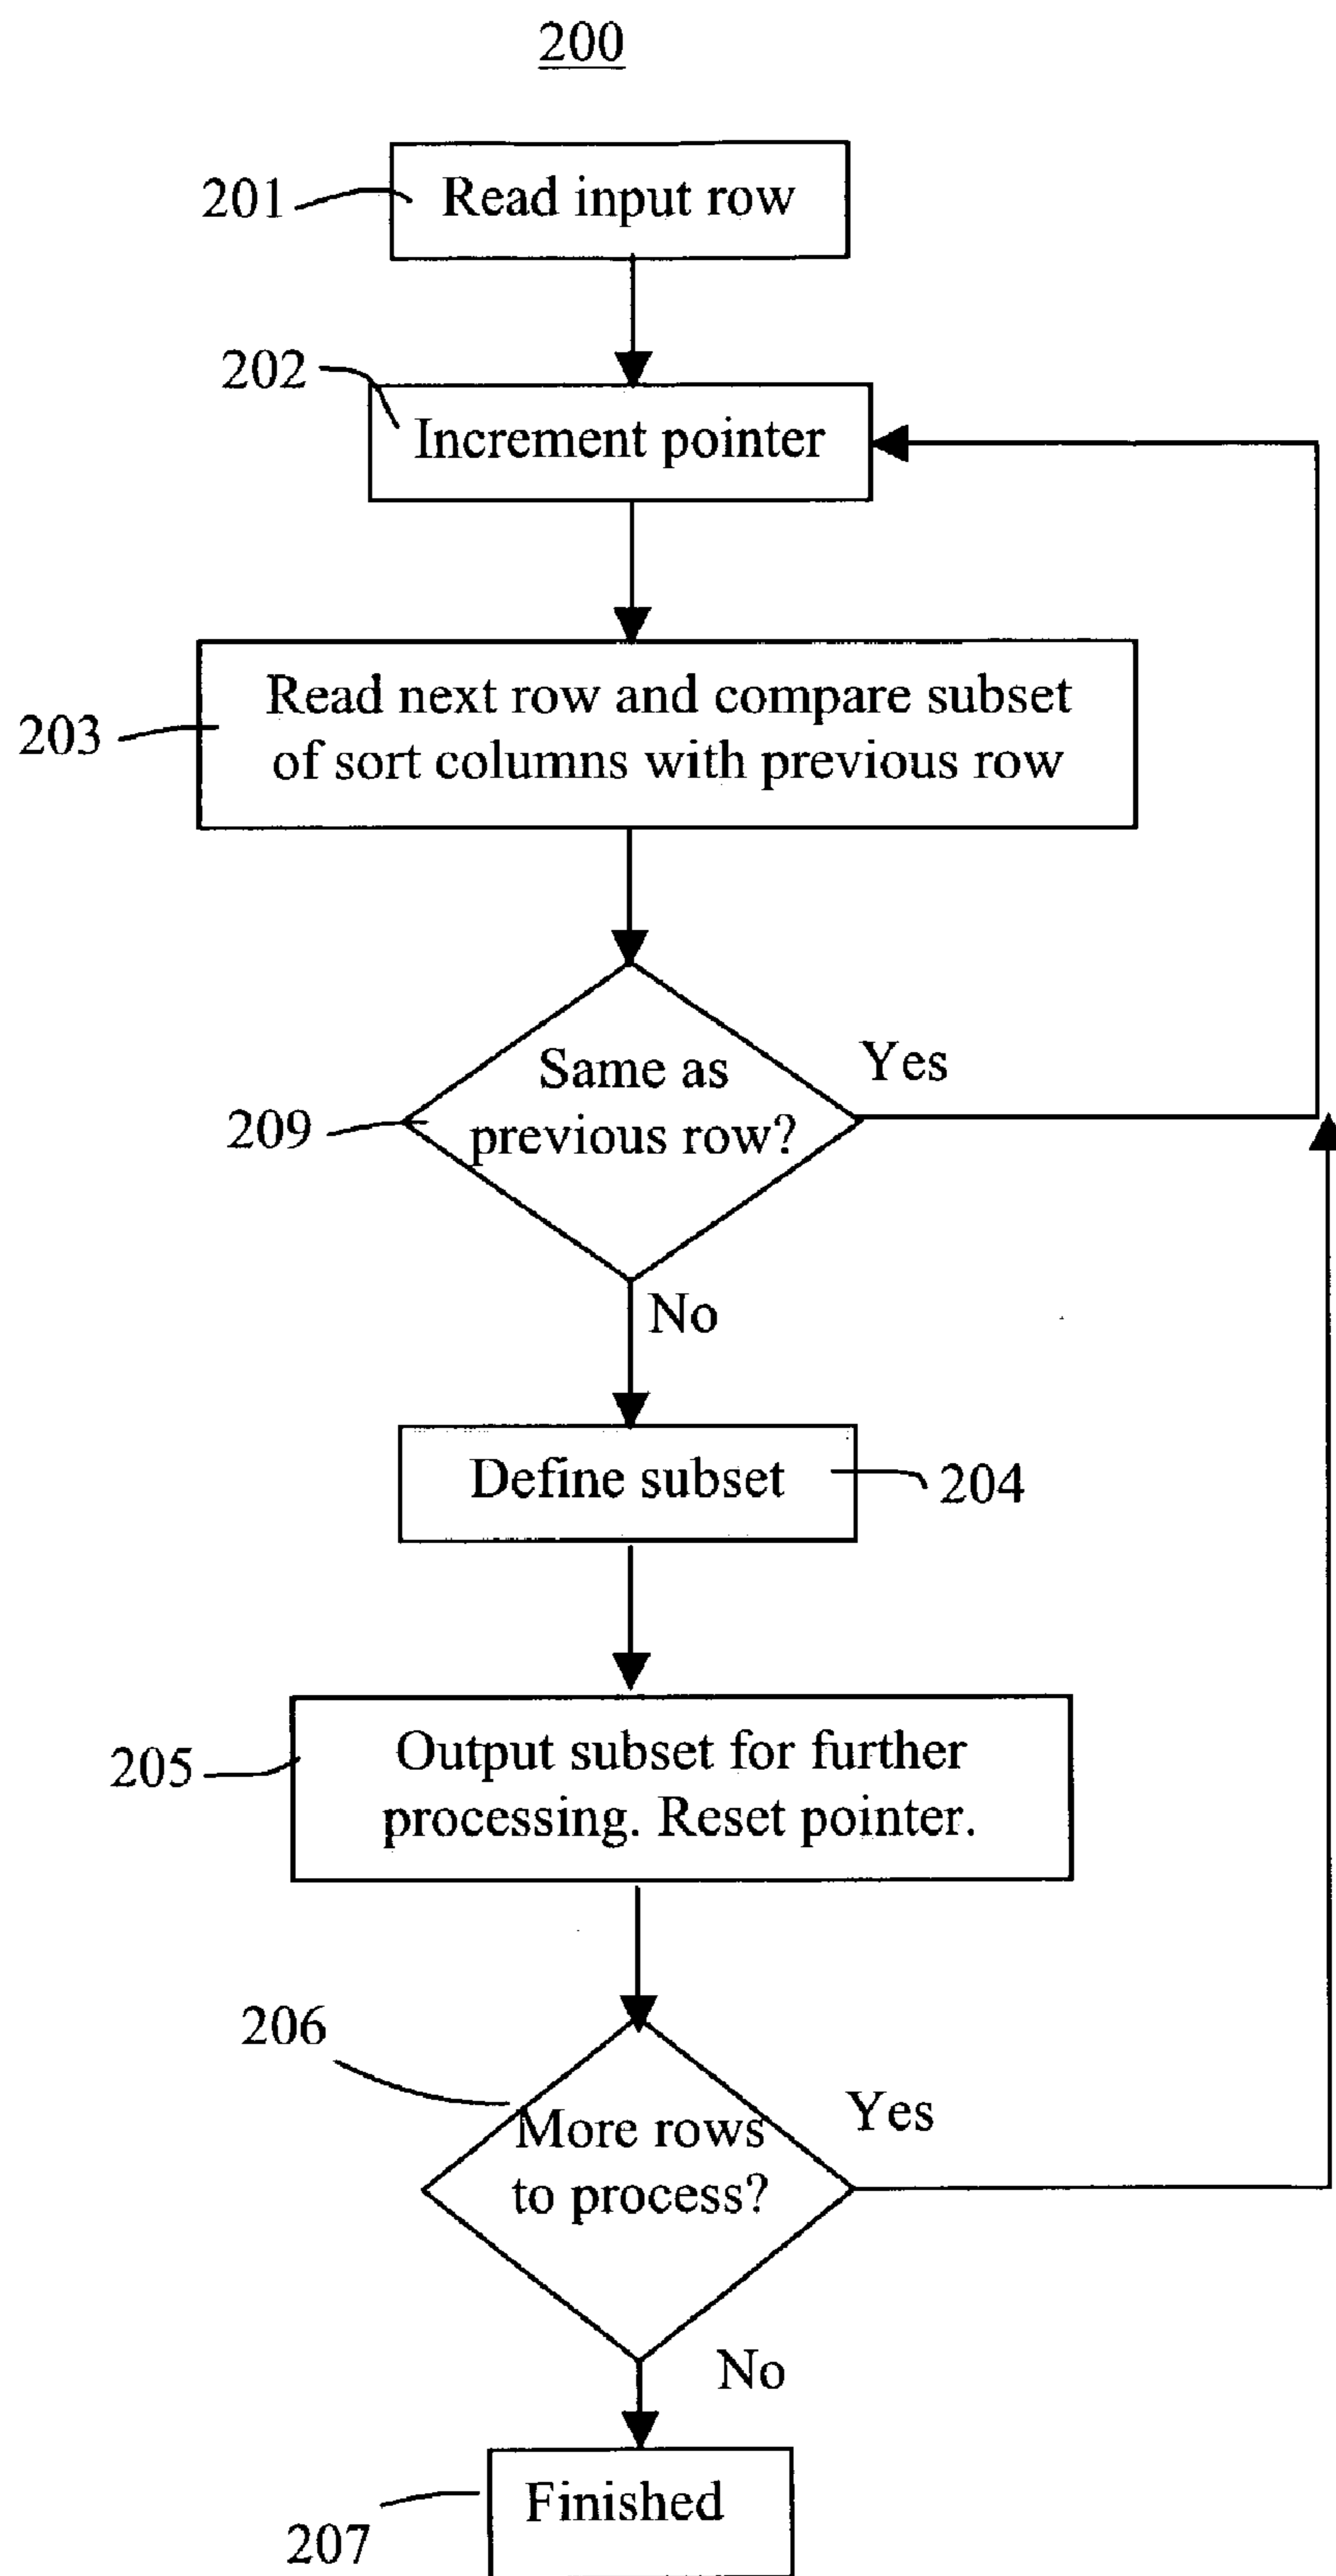 200
201
Read input row
202
Increment pointer
203
Read next row and compare subset
of sort columns with previous row
209
Same as
previous row?
Yes
No
Define subset
204
205
Output subset for further
processing. Reset pointer.
206
More rows
to process?
Yes
No
207
Finished